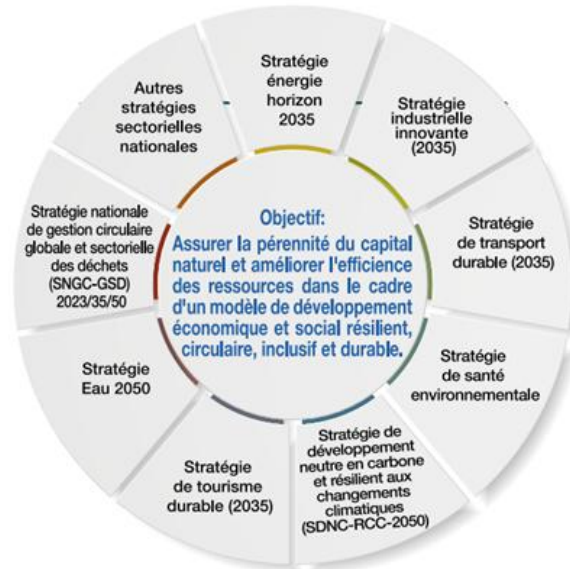 Stratégie
énergie
horizon
2035
Stratégie
industrielle
innovante
(2035)
Stratégie
de transport
durable (2035)
Stratégie
de santé
environnementale
Stratégie de
développement
neutre en carbone
et résilient aux
changements
climatiques
(SDNC-RCC-2050)
Stratégie
de tourisme
durable (2035)
Stratégie
Eau 2050
Stratégie nationale
de gestion circulaire
globale et sectorielle
des déchets
(SNGC-GSD)
2023/35/50
Autres
stratégies
sectorielles
nationales
Objectif:
Assurer la pérennité du capital
naturel et améliorer l'efficience
des ressources dans le cadre
d'un modèle de développement
économique et social résilient,
circulaire, inclusif et durable.